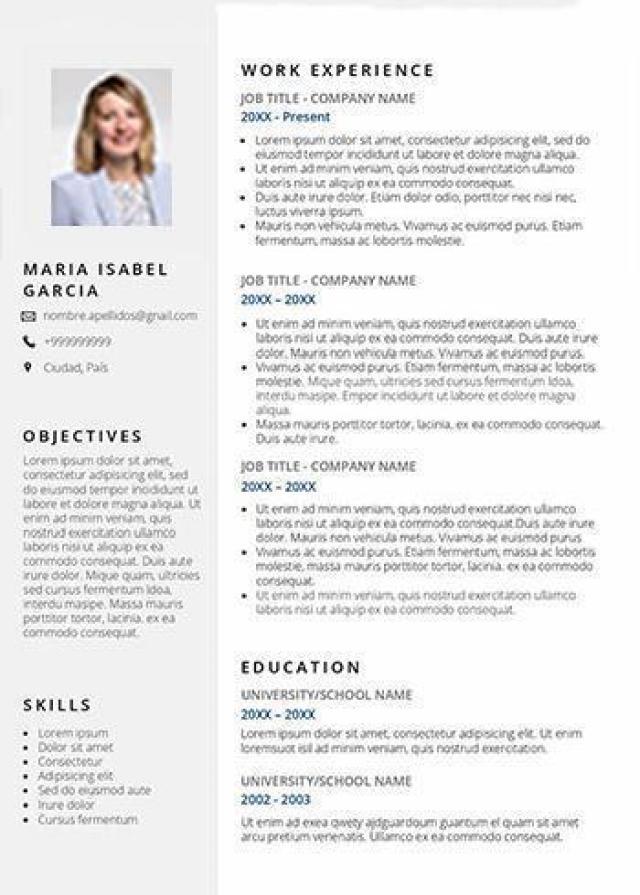 MARIA ISABEL
GARCIA
nombre.apellidos@gnail.com
+999999999
Ciudad, País
OBJECTIVES
Lorem ipsum dolor sit amet,
consectetur adipisicing elit, sed
do eiusmod tempor incididunt ut
labore et dolore magna aliqua. Ut
enim ad minim veniam, quis
nostrud exercitation ullamco
laboris nisi ut aliquip ex ea
commodo consequat. Duis aute
irure dolor. Mique quam, ultricies
sed cursus fermentum Idoa,
interdu masipe. Massa mauris
porttitor tortor, lacinia, ex ea
commodo consequat.
SKILLS
• Lorem ipsum
• Dolor sit amet
• Consectetur
• Adipisicing elit
• Sed do eiusmod aute
• Irure dolor
• Cursus fermentum
WORK EXPERIENCE
JOB TITLE - COMPANY NAME
20XX - Present
• Lorem ipsum dolor sit amet, consectetur adipisicing elit, sed do
eiusmod tempor incididunt ut labore et dolore magna aliqua.
• Ut enim ad minim veniam, quis nostrud exercitation ullamco
laboris nisi ut aliquip ex ea commodo consequat.
• Duis aute irure dolor. Etiam dolor odio, porttitor nec nisi nec,
luctus viverra ipsum.
• Mauris non vehicula metus. Vivamus ac euismod purus. Etiam
fermentum, massa ac lobortis molestie.
JOB TITLE - COMPANY NAME
20XX – 20XX
• Ut enim ad minim veniam, quis nostrud exercitation ullamco
laboris nisi ut aliquip ex ea commodo consequat. Duis aute irure
dolor. Mauris non vehicula metus. Vivamus ac euismod purus.
• Vivamus ac euismod purus. Etiam fermentum, massa ac lobortis
molestie. Mique quam, ultricies sed cursus fermentum Idoa,
interdu masipe. Empor incididunt ut labore et dolore magna
aliqua.
• Massa mauris porttitor tortor, lacinia, ex ea commodo consequat.
Duis aute irure.
JOB TITLE - COMPANY NAME
20XX – 20XX
• Ut enim ad minim veniam, quis nostrud exercitation ullamco
laboris nisi ut aliquip ex ea commodo consequat.Duis aute irure
dolor. Mauris non vehicula metus. Vivamus ac euismod purus
• Vivamus ac euismod purus. Etiam fermentum, massa ac lobortis
molestie, massa mauris porttitor tortor, lacinia, ex ea commodo
consequat.
• Ut enim ad minim veniam, quis nostrud exercitation ullamco
laboris nisi ut aliquip ex ea commodo consequat.
EDUCATION
UNIVERSITY/SCHOOL NAME
20XX – 20XX
Lorem ipsum dolor sit amet, consectetur adipisicing elit. Ut enim
loremsuot isil ad minim veniam, quis nostrud exercitation.
UNIVERSITY/SCHOOL NAME
2002 - 2003
Ut enim ad exea qwety ajdguardoum guantum el quam sit amet
arcu pretium venenatis. Ullamco ex ea commodo consequat.